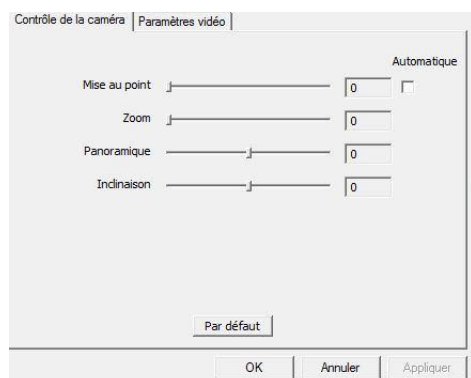 Contrôle de la caméra Paramètres vidéo
Automatique
Mise au point 0
Zoom 0
Panoramique 0
Inclinaison 0
Par défaut
OK Annuler Appliquer